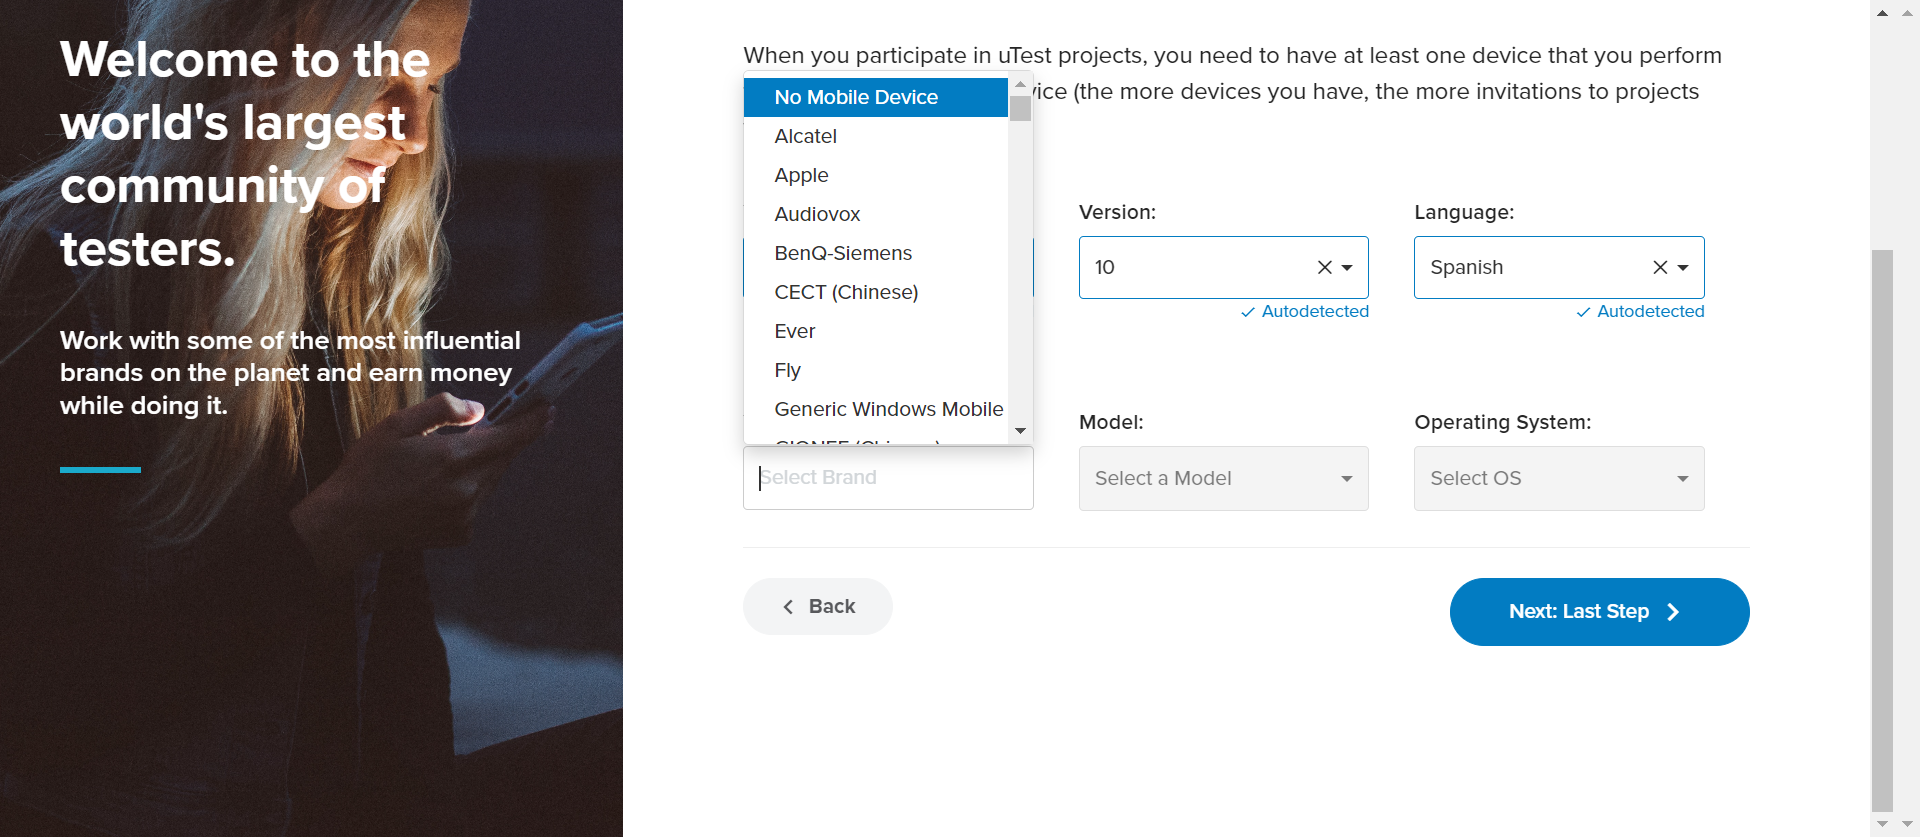 Welcome to the
world's largest
community of
testers.
Work with some of the most influential
brands on the planet and earn money
while doing it.
When you participate in uTest projects, you need to have at least one device that you perform
(the more devices you have, the more invitations to projects
No Mobile Device
Alcatel
Apple
Audiovox
BenQ-Siemens
CECT (Chinese)
Ever
Fly
Generic Windows Mobile
Version:
10
Autodetected
Language:
Spanish
Autodetected
Select Brand
Model:
Select a Model
Operating System:
Select OS
Back
Next: Last Step